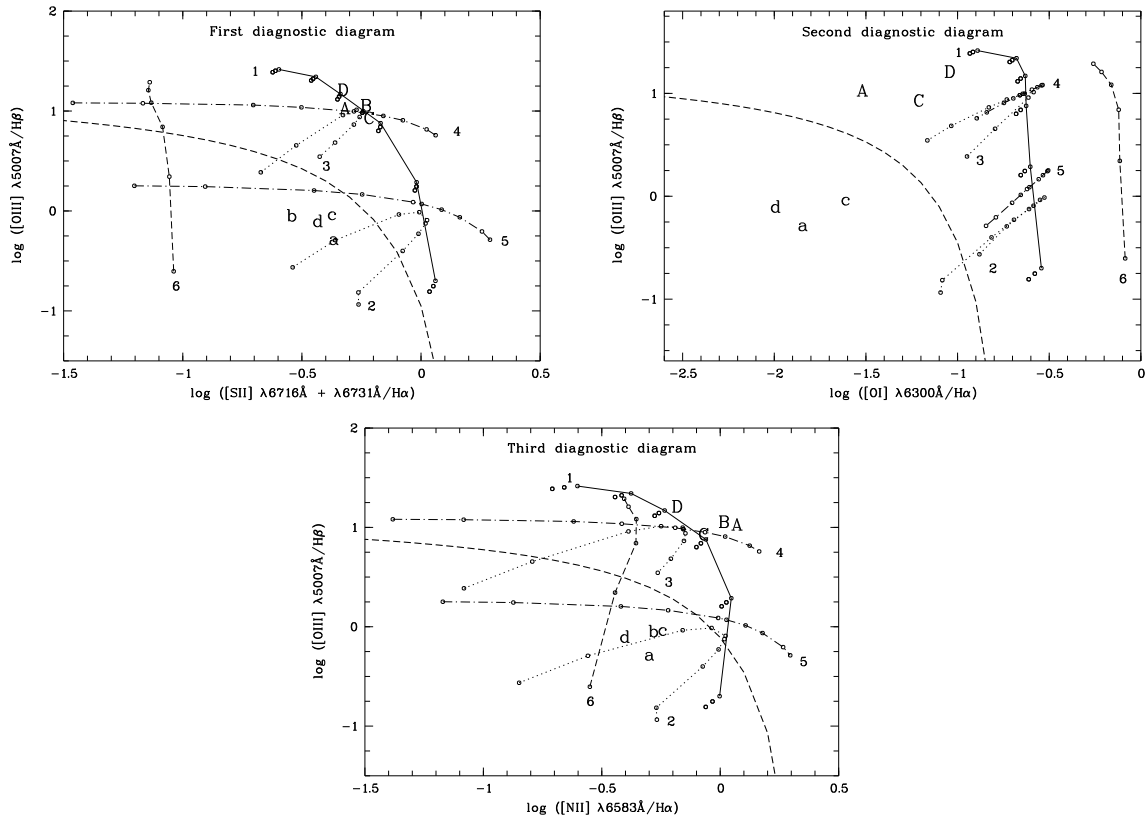 First diagnostic diagram
log ([OIII] λ5007Å/Hβ)
2
1
0
−1
1
D
A
B
C
4
3
b
d
c
a
5
6
2
−1.5
−1
−0.5
0
0.5
log ([SII] λ6716Å + λ6731Å/Hα)
Second diagnostic diagram
log ([OIII] λ5007Å/Hβ)
1
0
−1
1
D
A
C
4
3
5
c
d
a
2
6
−2.5
−2
−1.5
−1
−0.5
0
log ([OI] λ6300Å/Hα)
Third diagnostic diagram
log ([OIII] λ5007Å/Hβ)
2
1
0
−1
1
D
B
A
C
4
3
d
b
c
a
5
6
2
−1.5
−1
−0.5
0
0.5
log ([NII] λ6583Å/Hα)